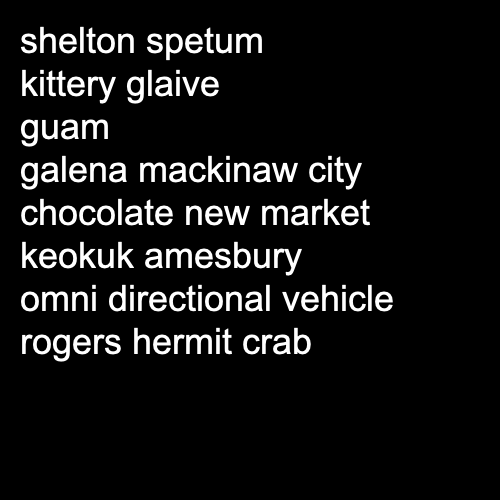 shelton spetum
kittery glaive
guam
galena mackinaw city
chocolate new market
keokuk amesbury
omni directional vehicle
rogers hermit crab